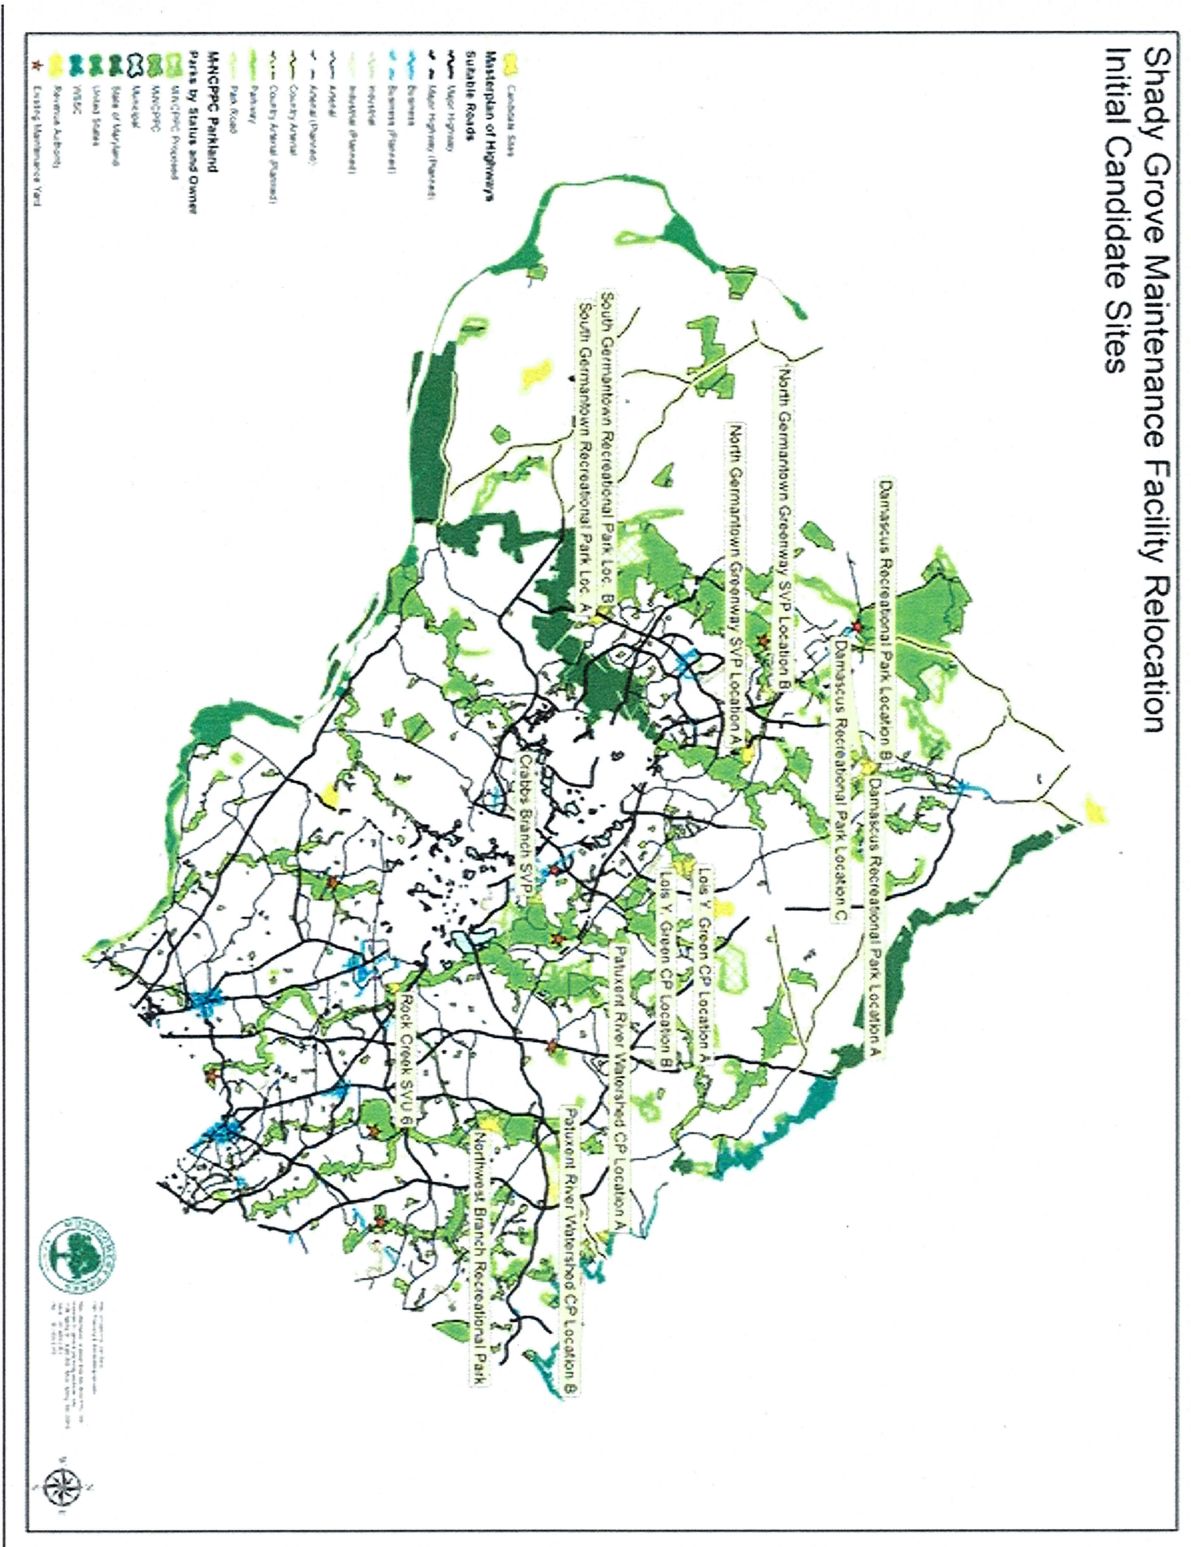 Shady Grove Maintenance Facility Relocation
Initial Candidate Sites
Damascus Recreational Park Location B
Damascus Recreational Park Location A
Damascus Recreational Park Location C
North Germantown Greenway SVP Location B
North Germantown Greenway SVP Location A
South Germantown Recreational Park Loc. B
South Germantown Recreational Park Loc. A
Lois Y. Green CP Location A
Lois Y. Green CP Location B
Patuxent River Watershed CP Location A
Patuxent River Watershed CP Location B
Crabbs Branch SVP
Northwest Branch Recreational Park
Rock Creek SVU 6
Candidate Sites
Masterplan of Highways
Suitable Roads
Major Highway
Major Highway (Planned)
Business
Business (Planned)
Industrial
Industrial (Planned)
Arterial
Arterial (Planned)
Country Arterial
Country Arterial (Planned)
Parkway
Park Road
M-NCPPC Parkland
Parks by Status and Owner
M-NCPPC Proposed
M-NCPPC
Municipal
State of Maryland
United States
WSSC
Revenue Authority
Existing Maintenance Yard
MONTGOMERY PARKS